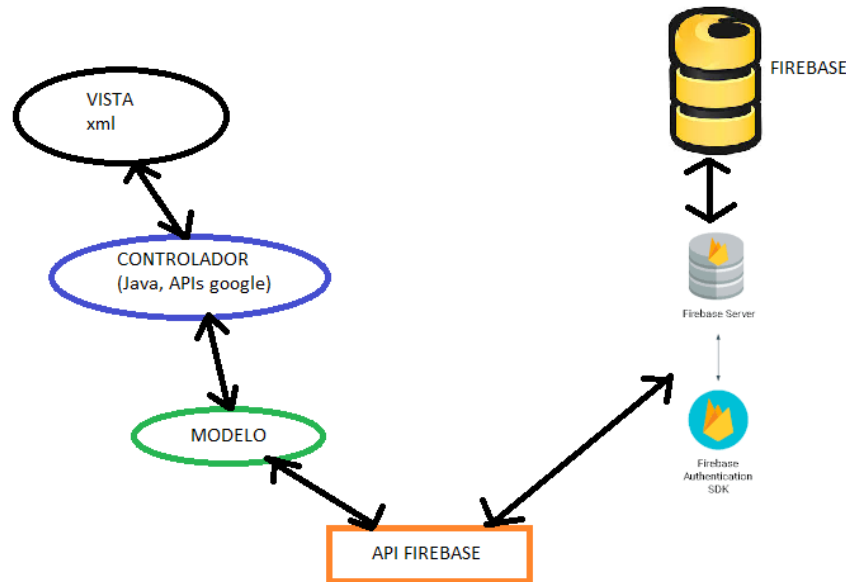 VISTA
xml
CONTROLADOR
(Java, APIs google)
MODELO
API FIREBASE
FIREBASE
Firebase Server
Firebase
Authentication
SDK